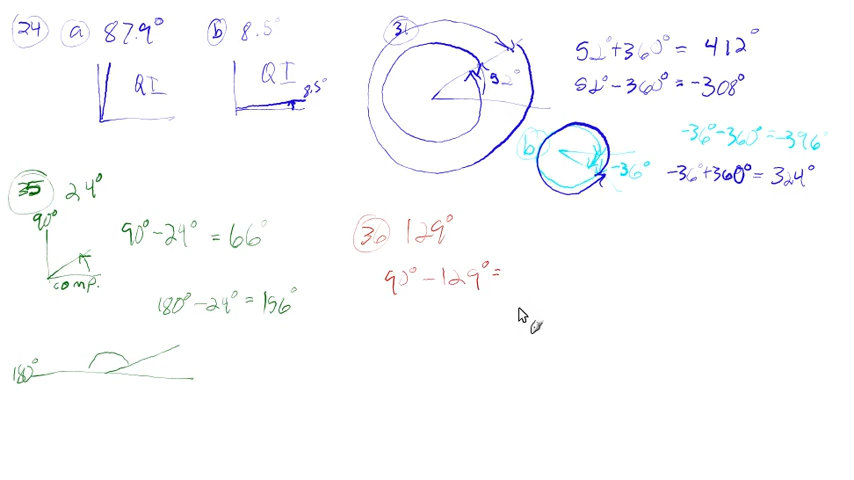 24 a 87.9° b 8.5°
QI QI 8.5°
31 52°
52°+360° = 412°
52°-360° = -308°
b -36°
-36°-360° = -396°
-36°+360° = 324°
35 24°
90°
90°-24° = 66°
comp.
180°-24° = 156°
180°
36 129°
90°-129° =